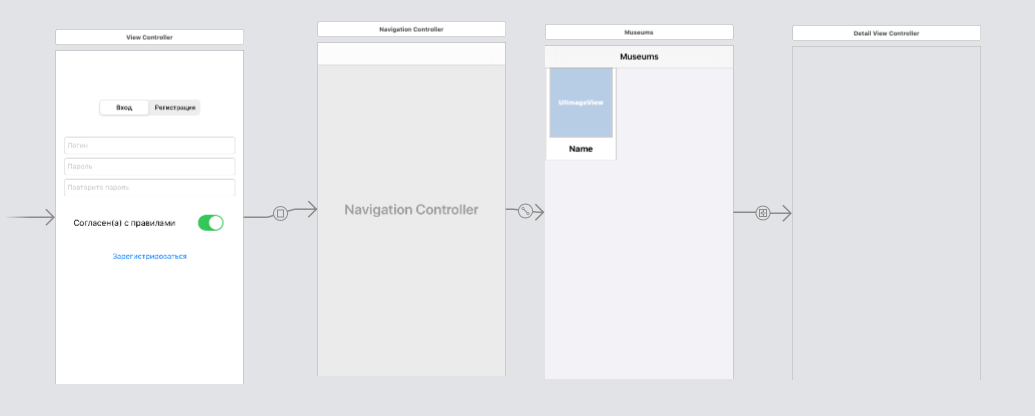 View Controller
Вход
Регистрация
Логин
Пароль
Повторите пароль
Согласен(а) с правилами
Зарегистрироваться
Navigation Controller
Navigation Controller
Museums
Museums
UIImageView
Name
Detail View Controller